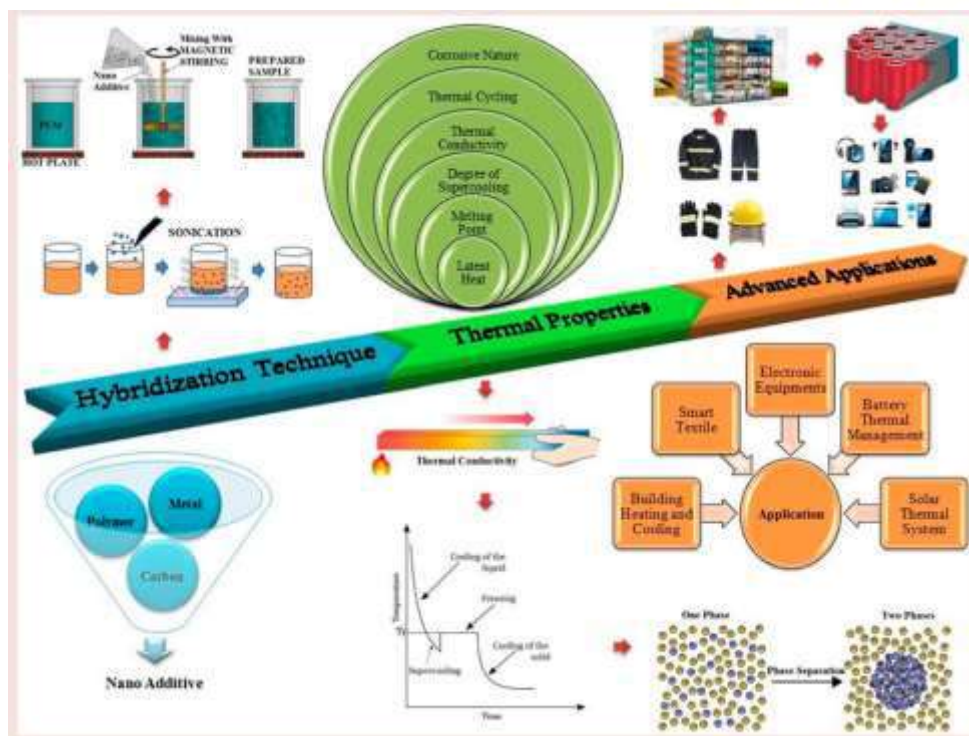 Mixing With
MAGNETIC
STIRRING
Nano
Additive
PREPARED
SAMPLE
PCM
HOT PLATE
SONICATION
Corrosive Nature
Thermal Cycling
Thermal
Conductivity
Degree of
Supercooling
Melting
Point
Latent
Heat
Hybridization Technique
Thermal Properties
Advanced Applications
Polymer
Metal
Carbon
Nano Additive
Thermal Conductivity
Temperature
Cooling of the
liquid
Freezing
Supercooling
Cooling of the
solid
Time
Electronic
Equipments
Smart
Textile
Battery
Thermal
Management
Building
Heating and
Cooling
Application
Solar
Thermal
System
One Phase
Two Phases
Phase Separation